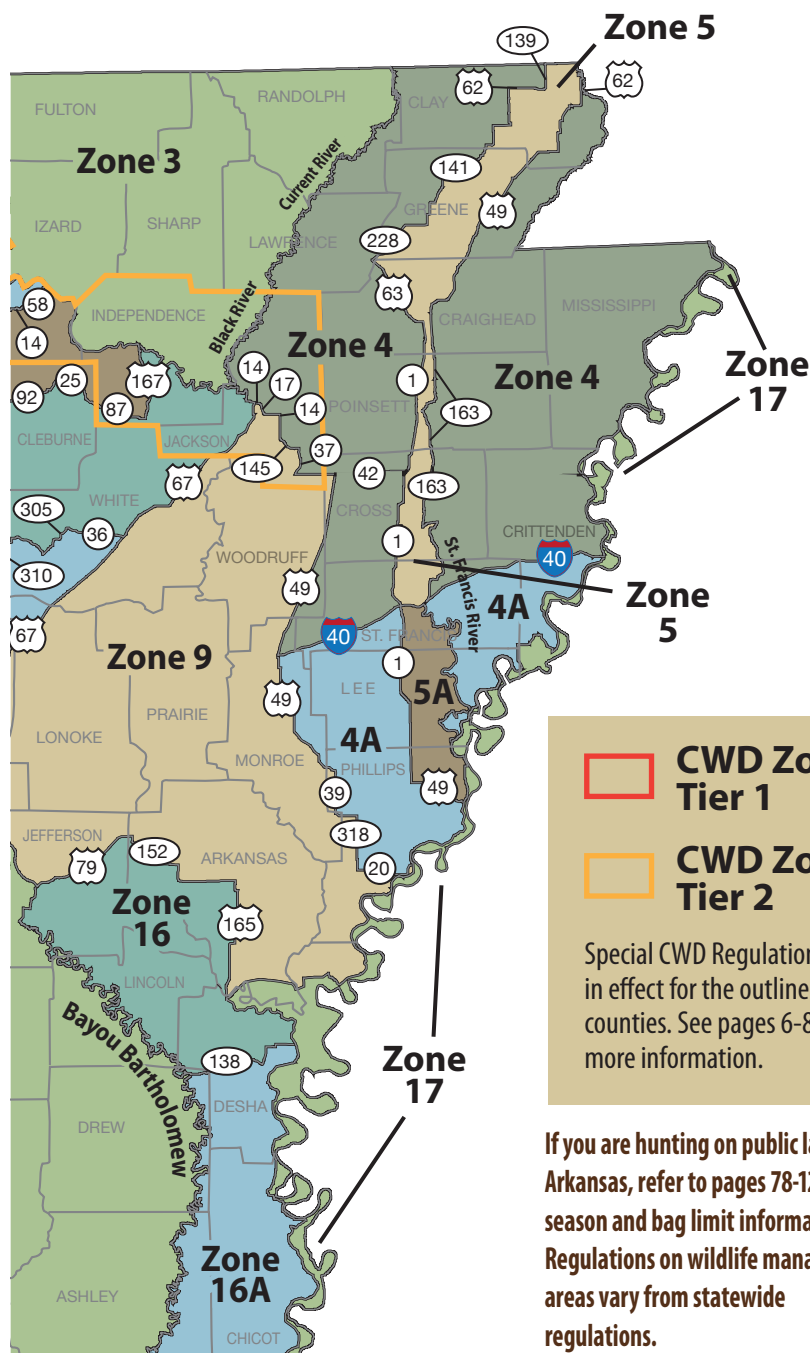 139
Zone 5
62
62
FULTON
RANDOLPH
CLAY
Zone 3
Current River
141
GREENE
49
IZARD
SHARP
LAWRENCE
228
63
58
INDEPENDENCE
Black River
CRAIGHEAD
MISSISSIPPI
14
Zone 4
Zone 4
Zone
17
25
167
14
17
1
92
87
14
POINSETT
163
CLEBURNE
JACKSON
37
145
42
163
67
WHITE
305
CROSS
36
CRITTENDEN
WOODRUFF
1
St. Francis River
40
310
49
4A
Zone
5
67
40
ST. FRANCIS
Zone 9
1
LEE
5A
49
PRAIRIE
LONOKE
4A
MONROE
PHILLIPS
49
39
JEFFERSON
152
318
79
ARKANSAS
20
Zone
16
165
LINCOLN
Bayou Bartholomew
138
Zone
17
DESHA
DREW
Zone
16A
ASHLEY
CHICOT
CWD Zo
Tier 1
CWD Zo
Tier 2
Special CWD Regulation
in effect for the outline
counties. See pages 6-8
more information.
If you are hunting on public la
Arkansas, refer to pages 78-12
season and bag limit informa
Regulations on wildlife mana
areas vary from statewide
regulations.